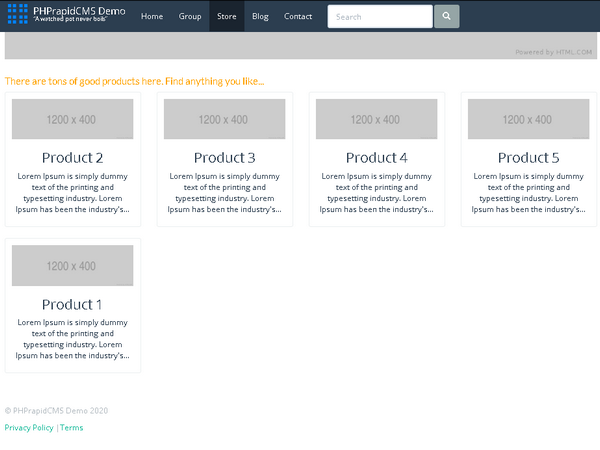 PHPrapidCMS Demo
"A watched pot never boils"
Home Group Store Blog Contact Search
Powered by HTML.COM
There are tons of good products here. Find anything you like...
1200 x 400 1200 x 400 1200 x 400 1200 x 400
Product 2 Product 3 Product 4 Product 5
Lorem Ipsum is simply dummy Lorem Ipsum is simply dummy Lorem Ipsum is simply dummy Lorem Ipsum is simply dummy
text of the printing and text of the printing and text of the printing and text of the printing and
typesetting industry. Lorem typesetting industry. Lorem typesetting industry. Lorem typesetting industry. Lorem
Ipsum has been the industry's... Ipsum has been the industry's... Ipsum has been the industry's... Ipsum has been the industry's...
1200 x 400
Product 1
Lorem Ipsum is simply dummy
text of the printing and
typesetting industry. Lorem
Ipsum has been the industry's...
© PHPrapidCMS Demo 2020
Privacy Policy | Terms